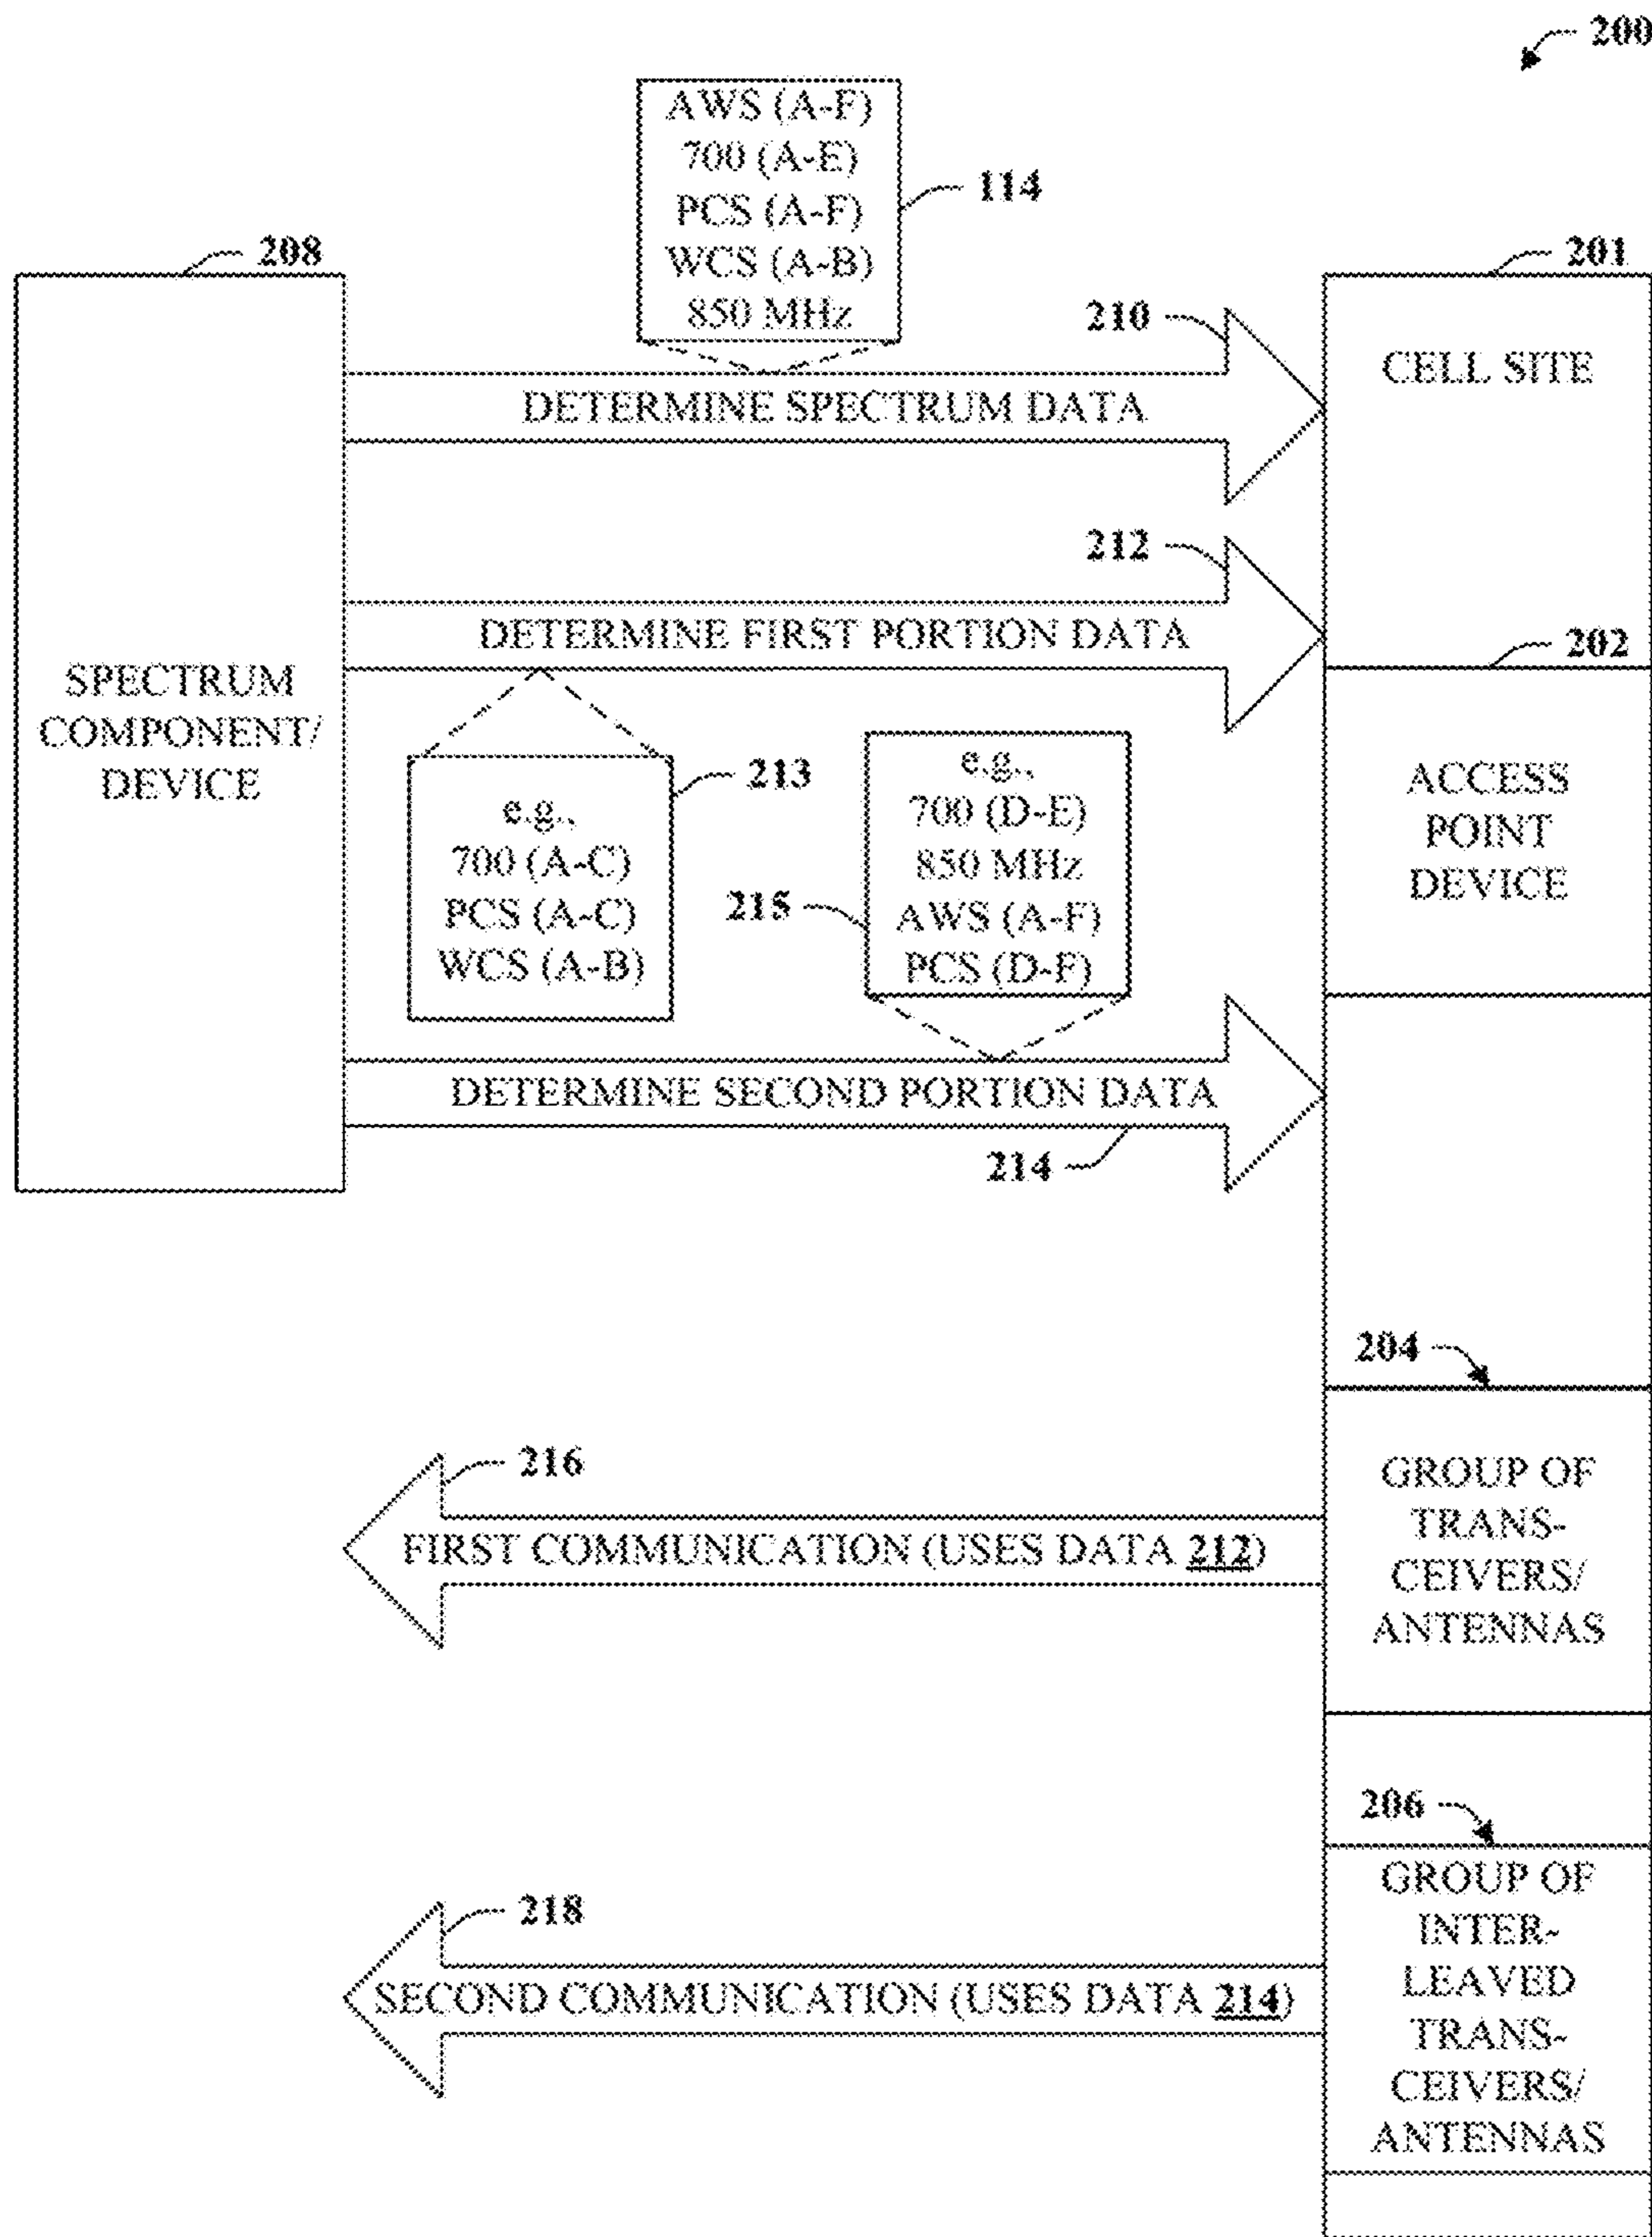 200
AWS (A-F)
700 (A-E)
PCS (A-F)
WCS (A-B)
850 MHz
114
208
201
210
CELL SITE
DETERMINE SPECTRUM DATA
212
DETERMINE FIRST PORTION DATA
202
SPECTRUM
COMPONENT/
DEVICE
213
e.g.,
700 (A-C)
PCS (A-C)
WCS (A-B)
e.g.,
700 (D-E)
850 MHz
AWS (A-F)
PCS (D-F)
215
ACCESS
POINT
DEVICE
DETERMINE SECOND PORTION DATA
214
204
216
FIRST COMMUNICATION (USES DATA 212)
GROUP OF
TRANS-
CEIVERS/
ANTENNAS
206
218
SECOND COMMUNICATION (USES DATA 214)
GROUP OF
INTER-
LEAVED
TRANS-
CEIVERS/
ANTENNAS